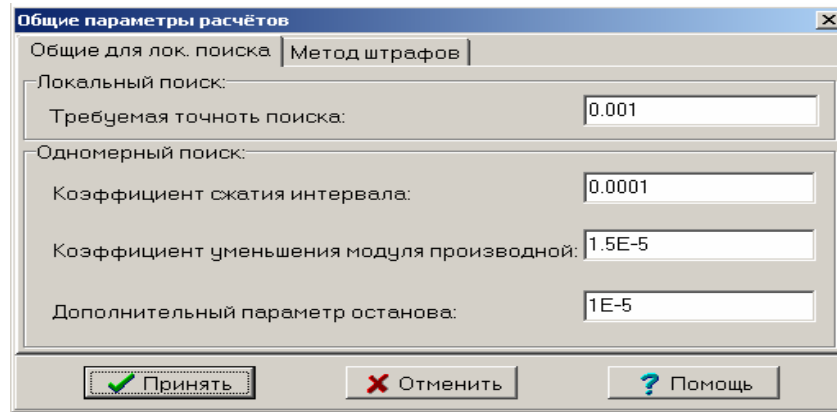 Общие параметры расчётов
Общие для лок. поиска Метод штрафов
Локальный поиск:
Требуемая точноть поиска: 0.001
Одномерный поиск:
Коэффициент сжатия интервала: 0.0001
Коэффициент уменьшения модуля производной: 1.5E-5
Дополнительный параметр останова: 1E-5
Принять Отменить Помощь